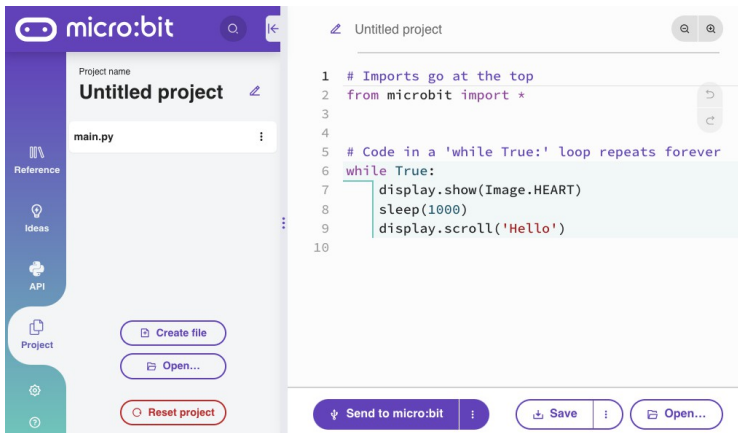 micro:bit
Project name
Untitled project
main.py
Reference
Ideas
API
Project
Create file
Open...
Reset project
Untitled project
1 # Imports go at the top
2 from microbit import *
3
4
5 # Code in a 'while True:' loop repeats forever
6 while True:
7     display.show(Image.HEART)
8     sleep(1000)
9     display.scroll('Hello')
10
Send to micro:bit
Save
Open...